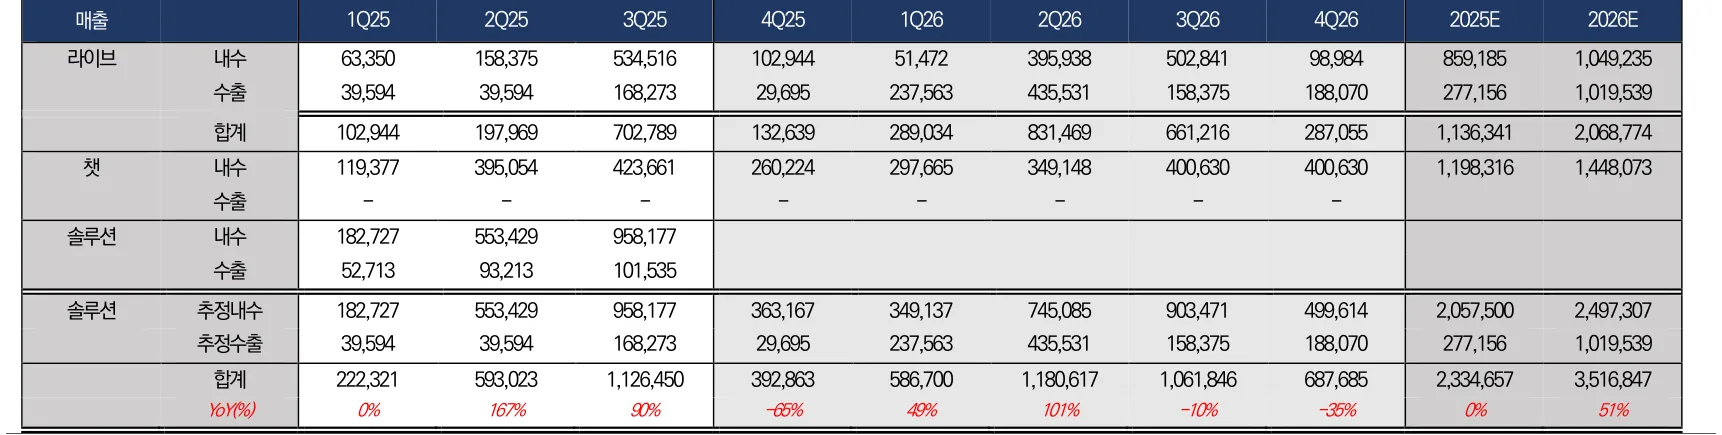 매출 1Q25 2Q25 3Q25 4Q25 1Q26 2Q26 3Q26 4Q26 2025E 2026E
라이브 내수 63,350 158,375 534,516 102,944 51,472 395,938 502,841 98,984 859,185 1,049,235
수출 39,594 39,594 168,273 29,695 237,563 435,531 158,375 188,070 277,156 1,019,539
합계 102,944 197,969 702,789 132,639 289,034 831,469 661,216 287,055 1,136,341 2,068,774
챗 내수 119,377 395,054 423,661 260,224 297,665 349,148 400,630 400,630 1,198,316 1,448,073
수출 - - - - - - - -
솔루션 내수 182,727 553,429 958,177
수출 52,713 93,213 101,535
솔루션 추정내수 182,727 553,429 958,177 363,167 349,137 745,085 903,471 499,614 2,057,500 2,497,307
추정수출 39,594 39,594 168,273 29,695 237,563 435,531 158,375 188,070 277,156 1,019,539
합계 222,321 593,023 1,126,450 392,863 586,700 1,180,617 1,061,846 687,685 2,334,657 3,516,847
YoY(%) 0% 167% 90% -65% 49% 101% -10% -35% 0% 51%